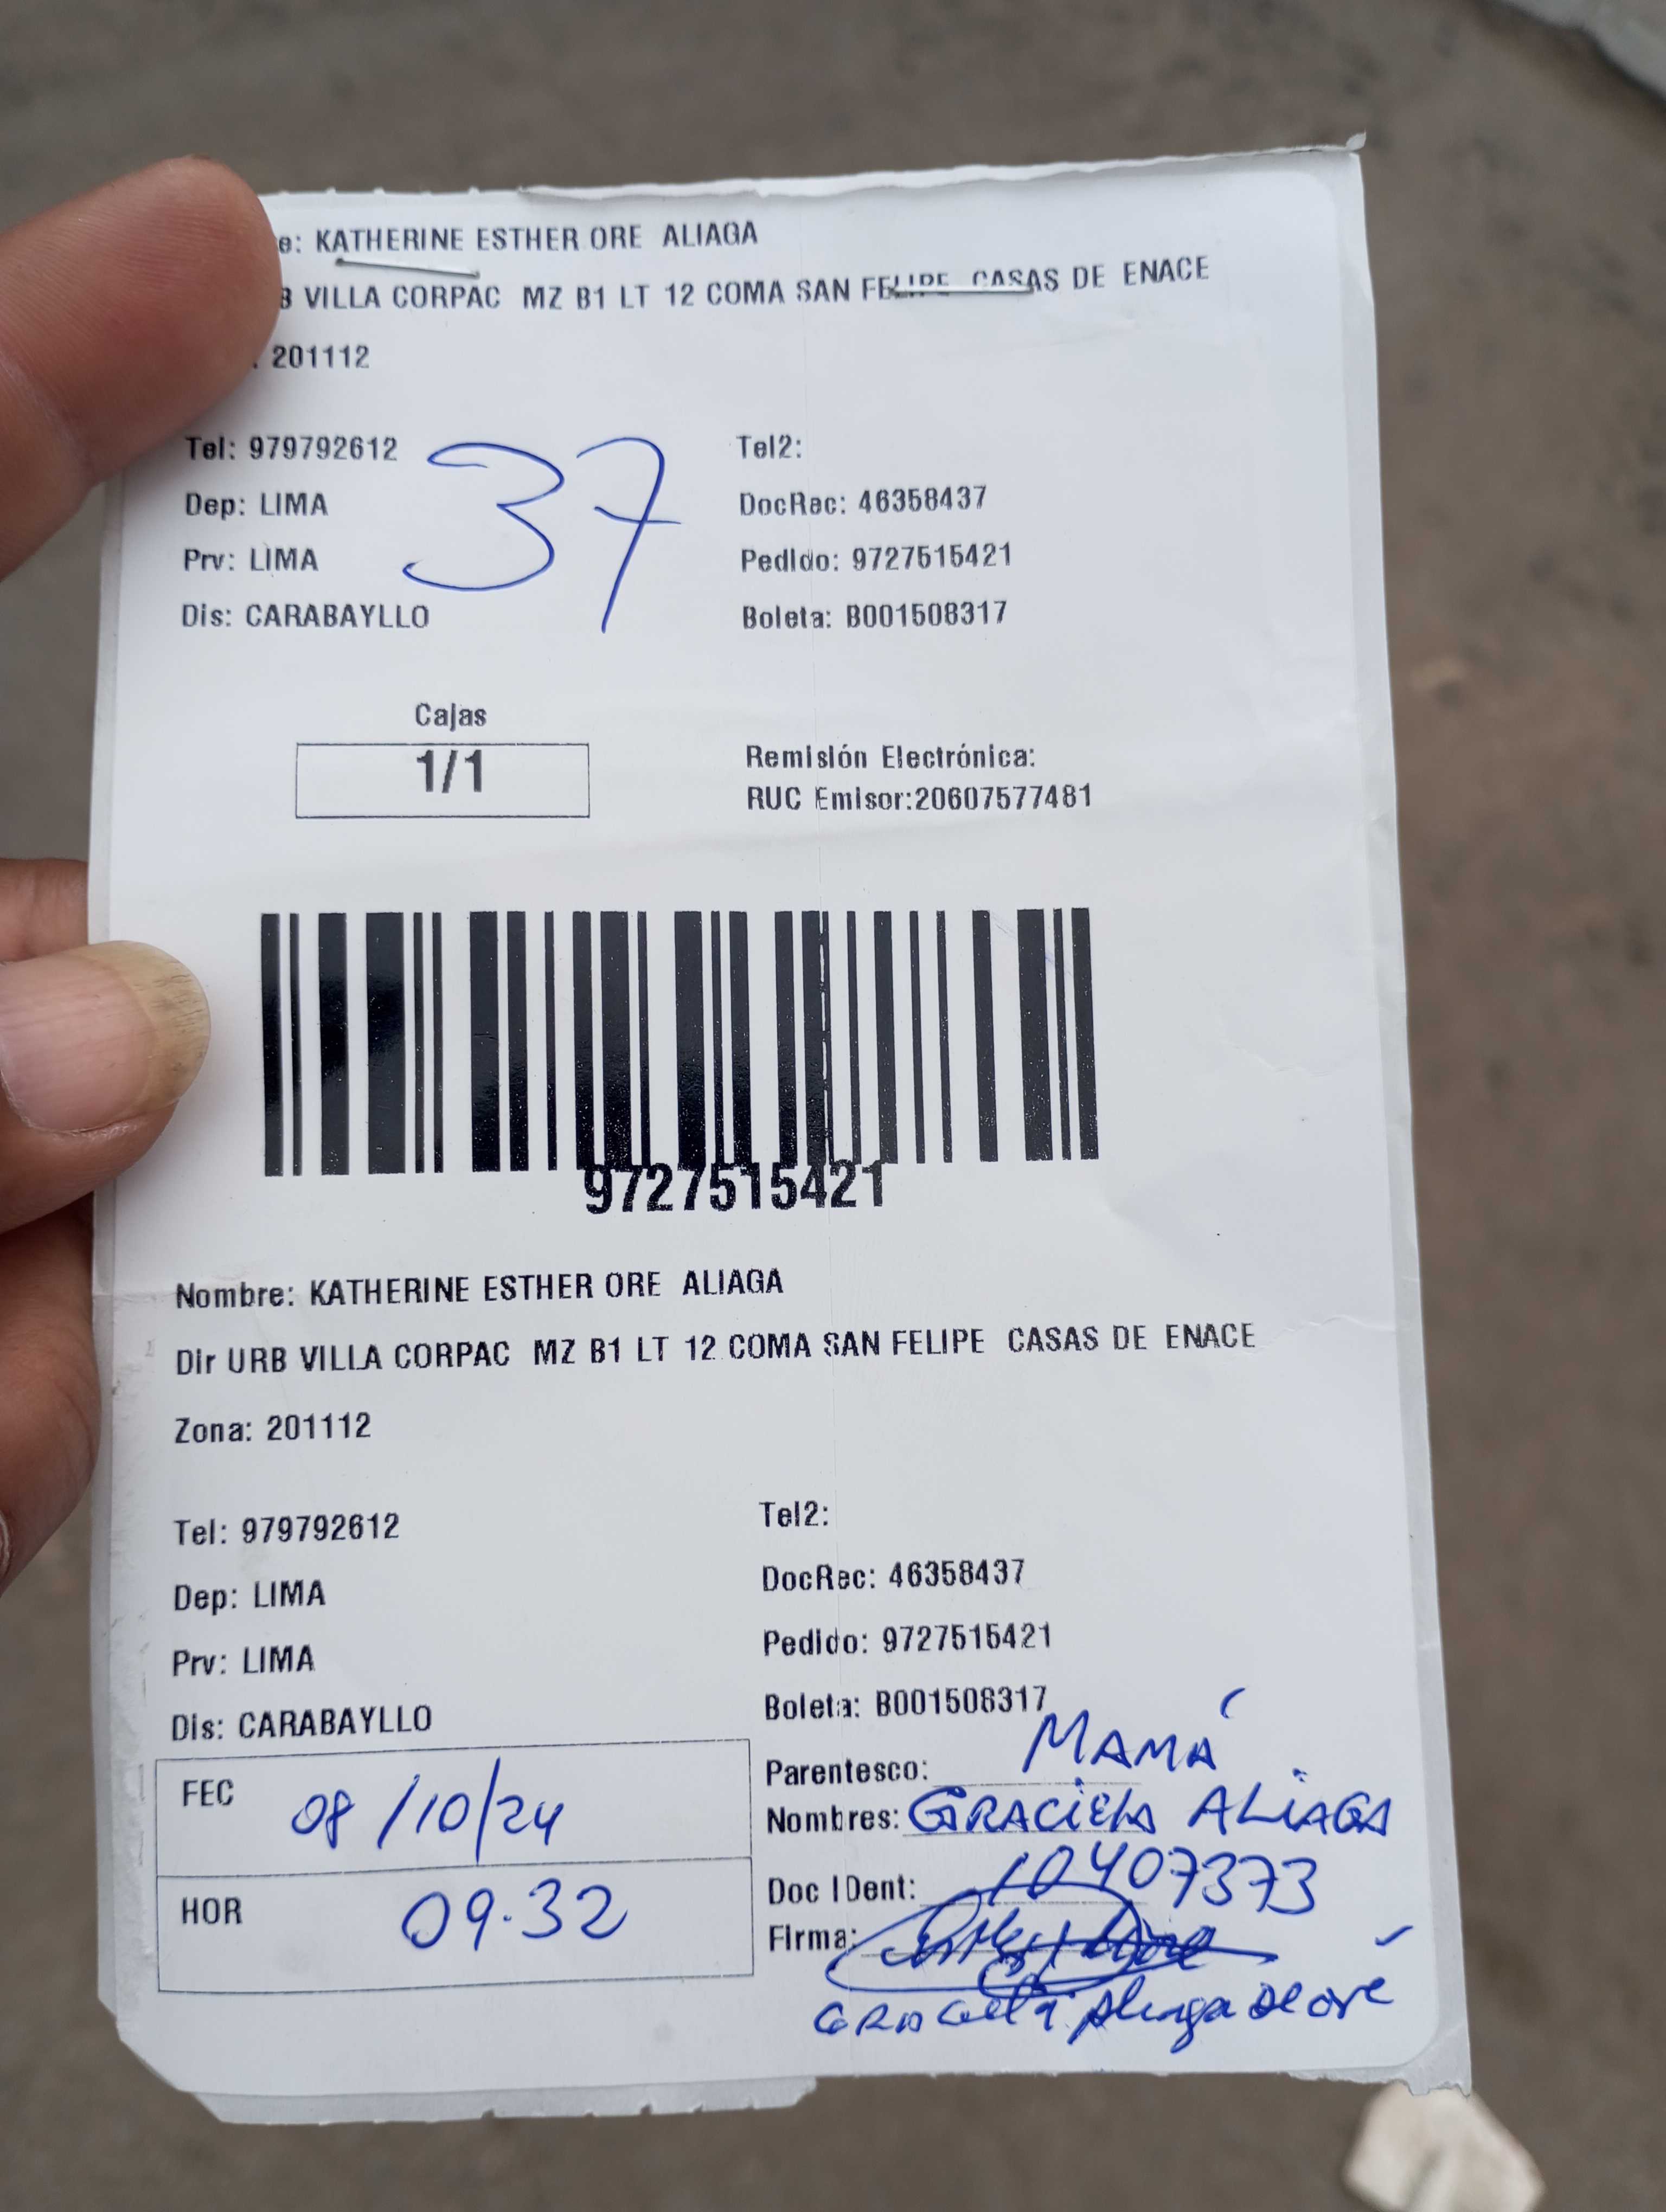 e: KATHERINE ESTHER ORE ALIAGA
B VILLA CORPAC MZ B1 LT 12 COMA SAN FELIPE CASAS DE ENACE
. 201112
37
Tel: 979792612
Tel2:
Dep: LIMA
DocRec: 46358437
Prv: LIMA
Pedido: 9727515421
Dis: CARABAYLLO
Boleta: B001508317
Cajas
1/1
Remisión Electrónica:
RUC Emisor:20607577481
9727515421
Nombre: KATHERINE ESTHER ORE ALIAGA
Dir URB VILLA CORPAC MZ B1 LT 12 COMA SAN FELIPE CASAS DE ENACE
Zona: 201112
Tel: 979792612
Tel2:
Dep: LIMA
DocRec: 46358437
Prv: LIMA
Pedido: 9727515421
Dis: CARABAYLLO
Boleta: B001508317
FEC 08/10/24
Parentesco: MAMÁ
Nombres: GRACIELA ALIAGA
HOR 09.32
Doc IDent: 10407373
Firma:
Graciela Aliaga de oré